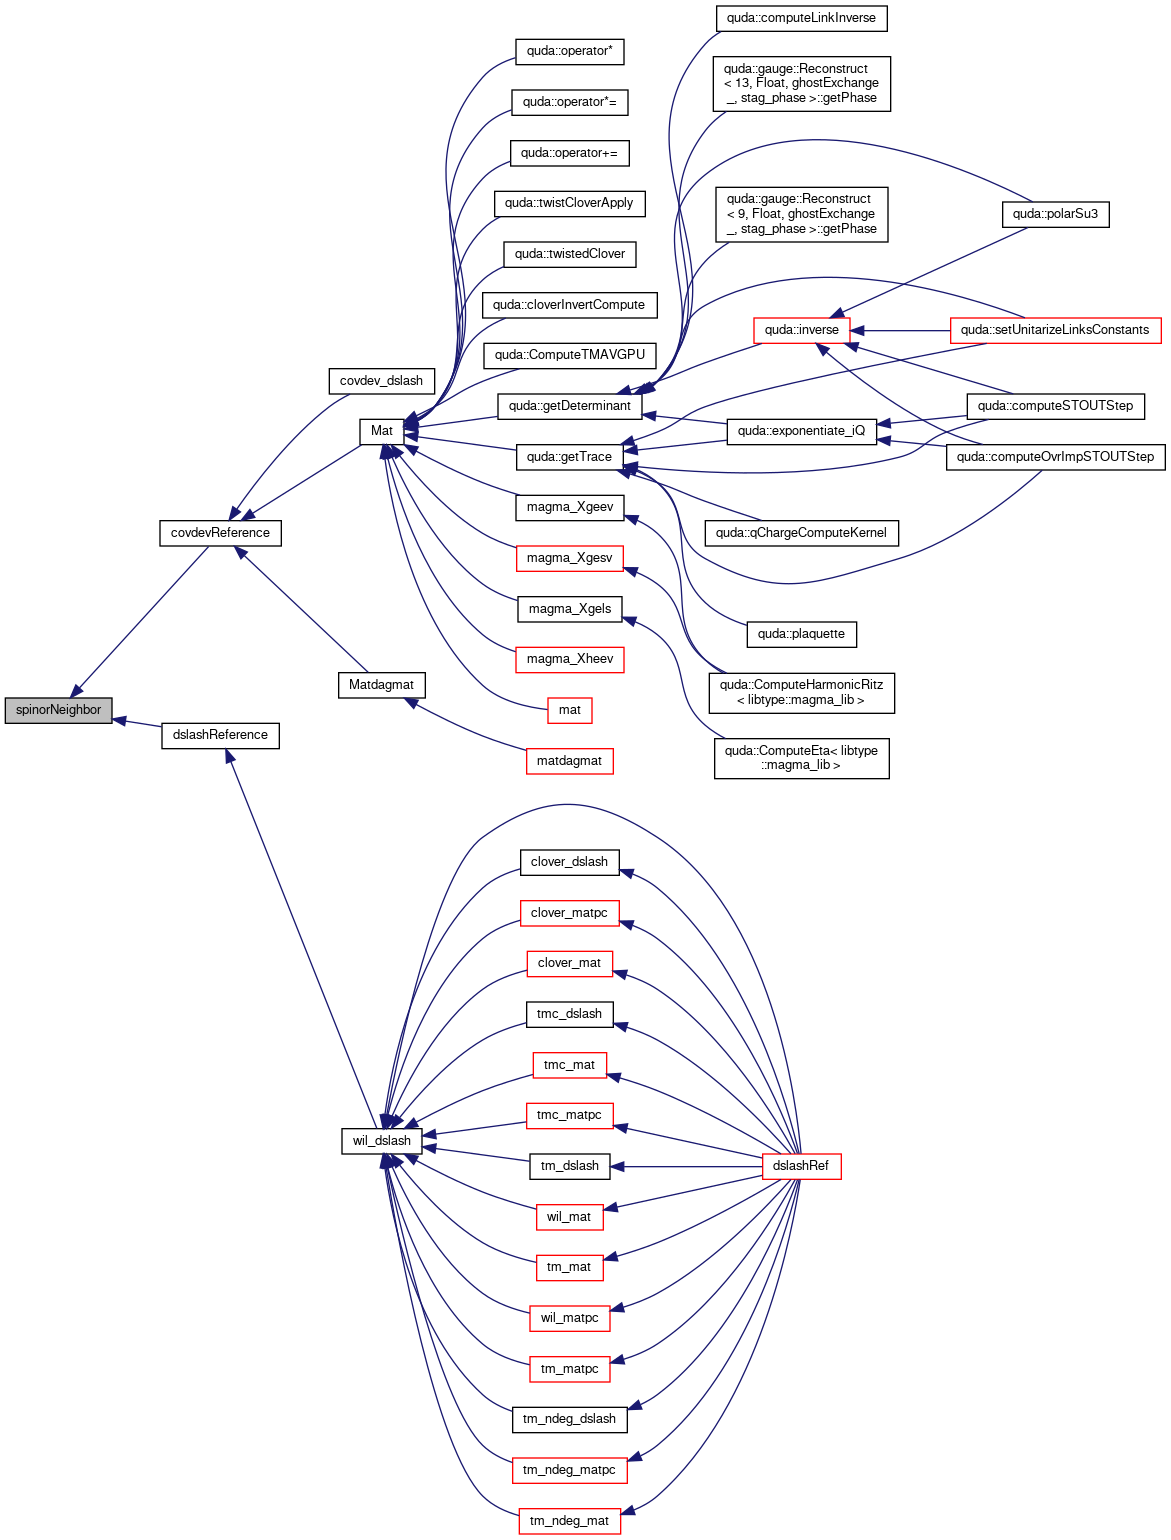 quda::computeLinkInverse
quda::operator*
quda::gauge::Reconstruct
< 13, Float, ghostExchange
_, stag_phase >::getPhase
quda::operator*=
quda::operator+=
quda::twistCloverApply
quda::gauge::Reconstruct
< 9, Float, ghostExchange
_, stag_phase >::getPhase
quda::polarSu3
quda::twistedClover
quda::cloverInvertCompute
quda::inverse
quda::setUnitarizeLinksConstants
quda::ComputeTMAVGPU
covdev_dslash
quda::getDeterminant
quda::computeSTOUTStep
Mat
quda::exponentiate_iQ
quda::getTrace
quda::computeOvrImpSTOUTStep
magma_Xgeev
covdevReference
quda::qChargeComputeKernel
magma_Xgesv
magma_Xgels
quda::plaquette
magma_Xheev
Matdagmat
quda::ComputeHarmonicRitz
< libtype::magma_lib >
spinorNeighbor
mat
dslashReference
quda::ComputeEta< libtype
::magma_lib >
matdagmat
clover_dslash
clover_matpc
clover_mat
tmc_dslash
tmc_mat
tmc_matpc
wil_dslash
tm_dslash
dslashRef
wil_mat
tm_mat
wil_matpc
tm_matpc
tm_ndeg_dslash
tm_ndeg_matpc
tm_ndeg_mat